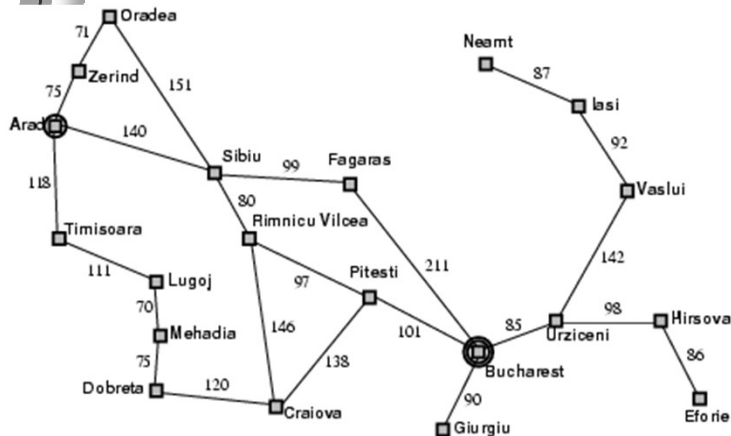 Oradea
71
Neamt
Zerind
87
75
151
Iasi
Arad
140
92
Sibiu
Fagaras
99
118
Vaslui
80
Timisoara
Rimnicu Vilcea
142
111
211
Lugoj
97
Pitesti
70
98
Hirsova
146
101
85
Urziceni
Mehadia
138
86
75
Bucharest
Dobreta
120
90
Craiova
Eforie
Giurgiu